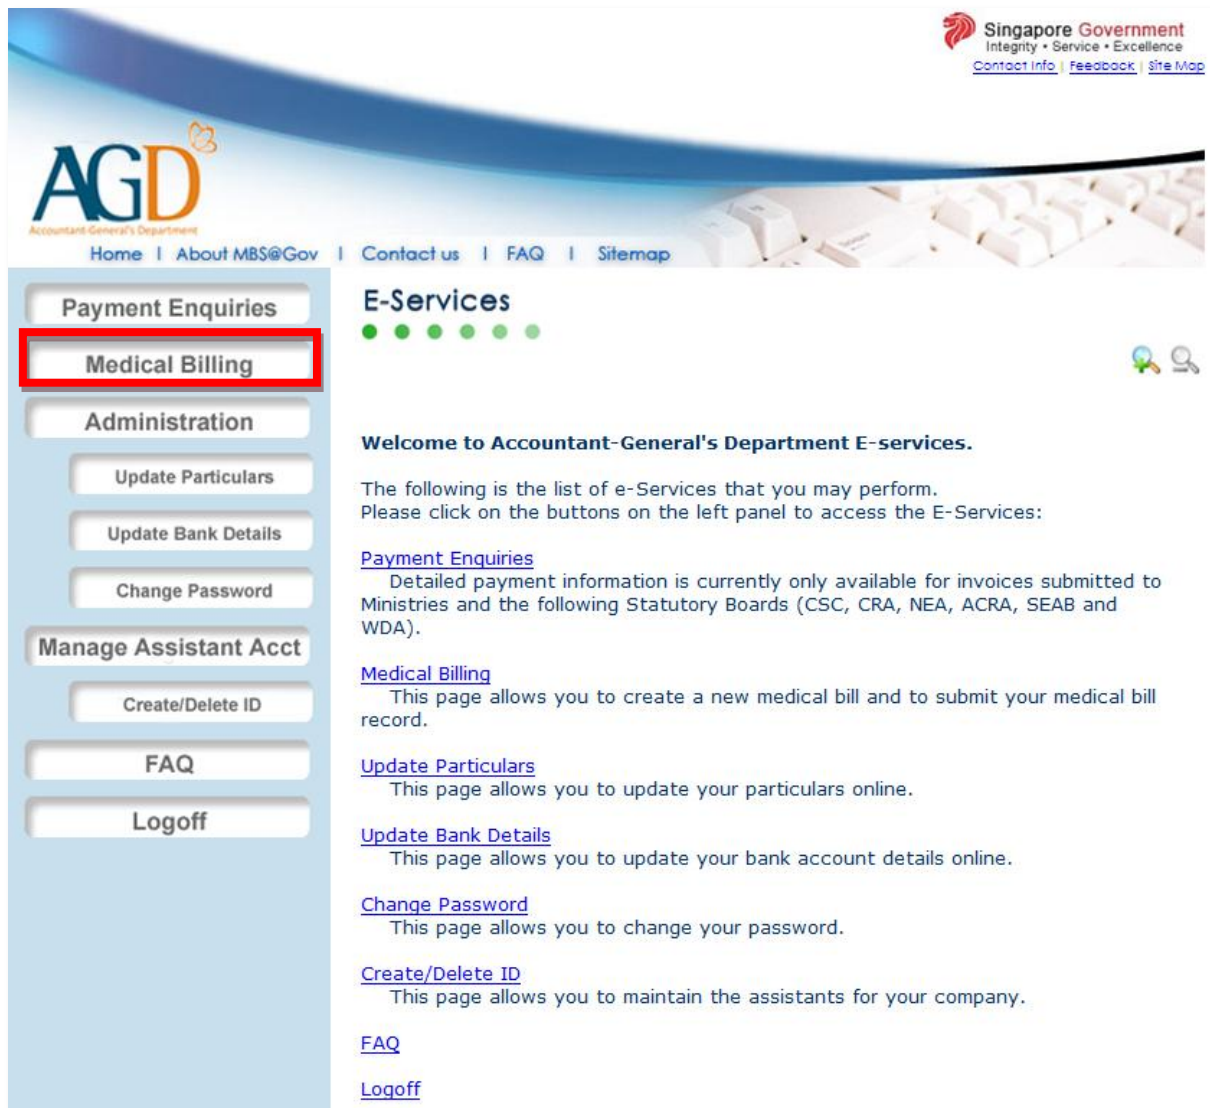 Singapore Government
Integrity • Service • Excellence
Contact Info | Feedback | Site Map
AGD
Accountant-General's Department
Home | About MBS@Gov | Contact us | FAQ | Sitemap
Payment Enquiries
Medical Billing
Administration
Update Particulars
Update Bank Details
Change Password
Manage Assistant Acct
Create/Delete ID
FAQ
Logoff
E-Services
Welcome to Accountant-General's Department E-services.
The following is the list of e-Services that you may perform.
Please click on the buttons on the left panel to access the E-Services:
Payment Enquiries
Detailed payment information is currently only available for invoices submitted to
Ministries and the following Statutory Boards (CSC, CRA, NEA, ACRA, SEAB and
WDA).
Medical Billing
This page allows you to create a new medical bill and to submit your medical bill
record.
Update Particulars
This page allows you to update your particulars online.
Update Bank Details
This page allows you to update your bank account details online.
Change Password
This page allows you to change your password.
Create/Delete ID
This page allows you to maintain the assistants for your company.
FAQ
Logoff